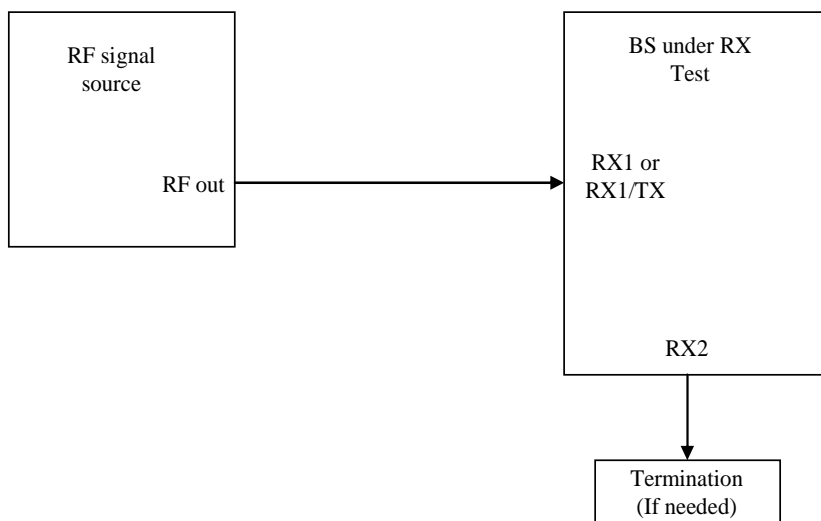 RF signal
source
RF out
BS under RX
Test
RX1 or
RX1/TX
RX2
Termination
(If needed)